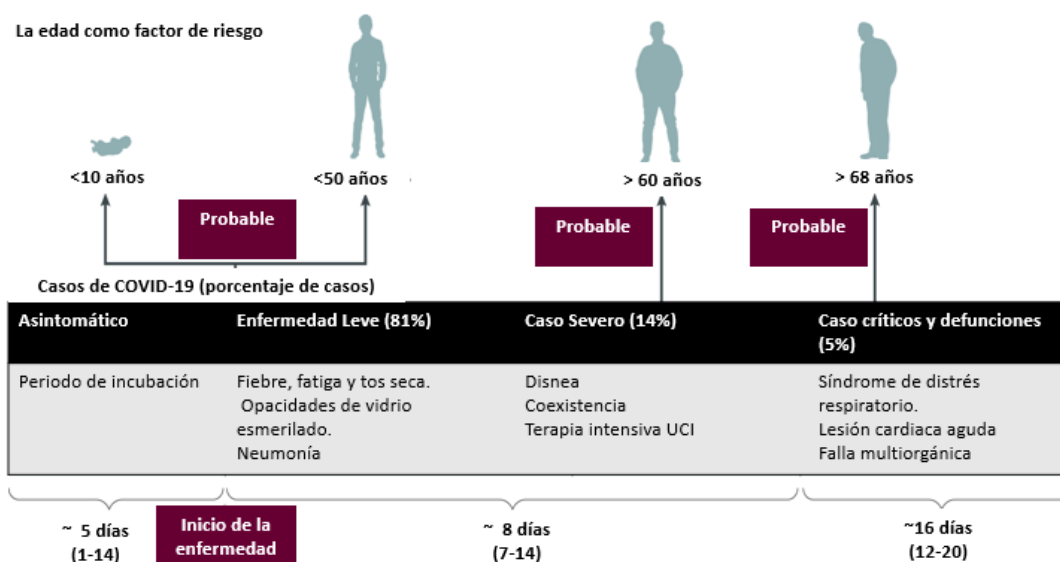 La edad como factor de riesgo
<10 años
<50 años
> 60 años
> 68 años
Probable
Probable
Probable
Casos de COVID-19 (porcentaje de casos)
Asintomático
Enfermedad Leve (81%)
Caso Severo (14%)
Caso críticos y defunciones
(5%)
Periodo de incubación
Fiebre, fatiga y tos seca.
Opacidades de vidrio
esmerilado.
Neumonía
Disnea
Coexistencia
Terapia intensiva UCI
Síndrome de distrés
respiratorio.
Lesión cardiaca aguda
Falla multiorgánica
~ 5 días
(1-14)
Inicio de la
enfermedad
~ 8 días
(7-14)
~16 días
(12-20)